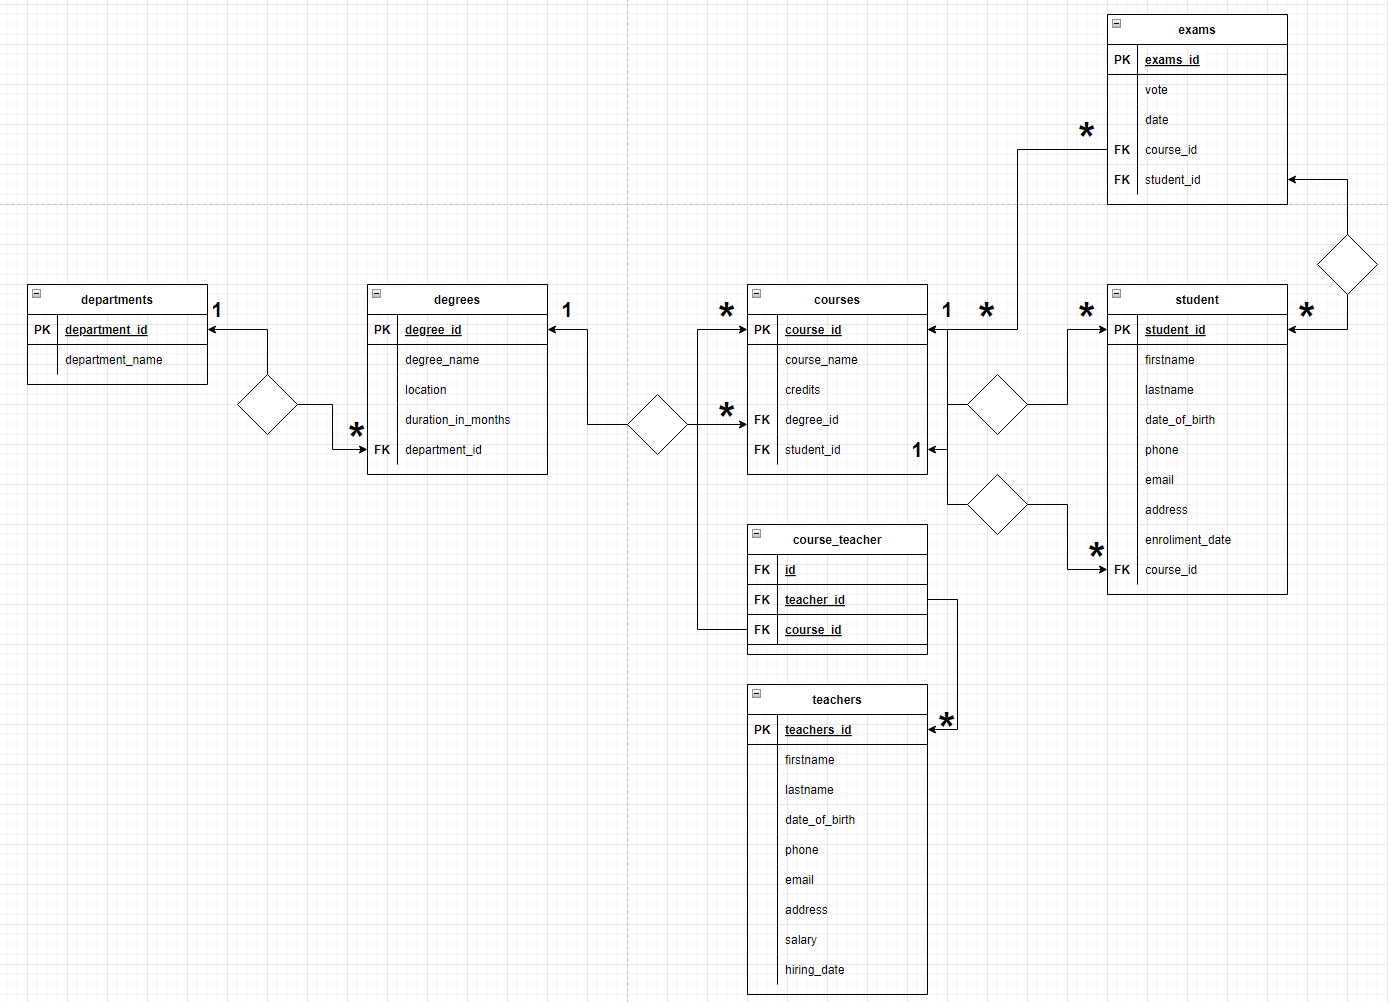 exams
PK exams_id
vote
date
*
FK course_id
FK student_id
departments
1
PK department_id
department_name
degrees
1
PK degree_id
degree_name
location
duration_in_months
*
FK department_id
courses
* 1 *
PK course_id
course_name
credits
*
FK degree_id
FK student_id 1
student
* *
PK student_id
firstname
lastname
date_of_birth
phone
email
address
enroliment_date
*
FK course_id
course_teacher
FK id
FK teacher_id
FK course_id
teachers
*
PK teachers_id
firstname
lastname
date_of_birth
phone
email
address
salary
hiring_date